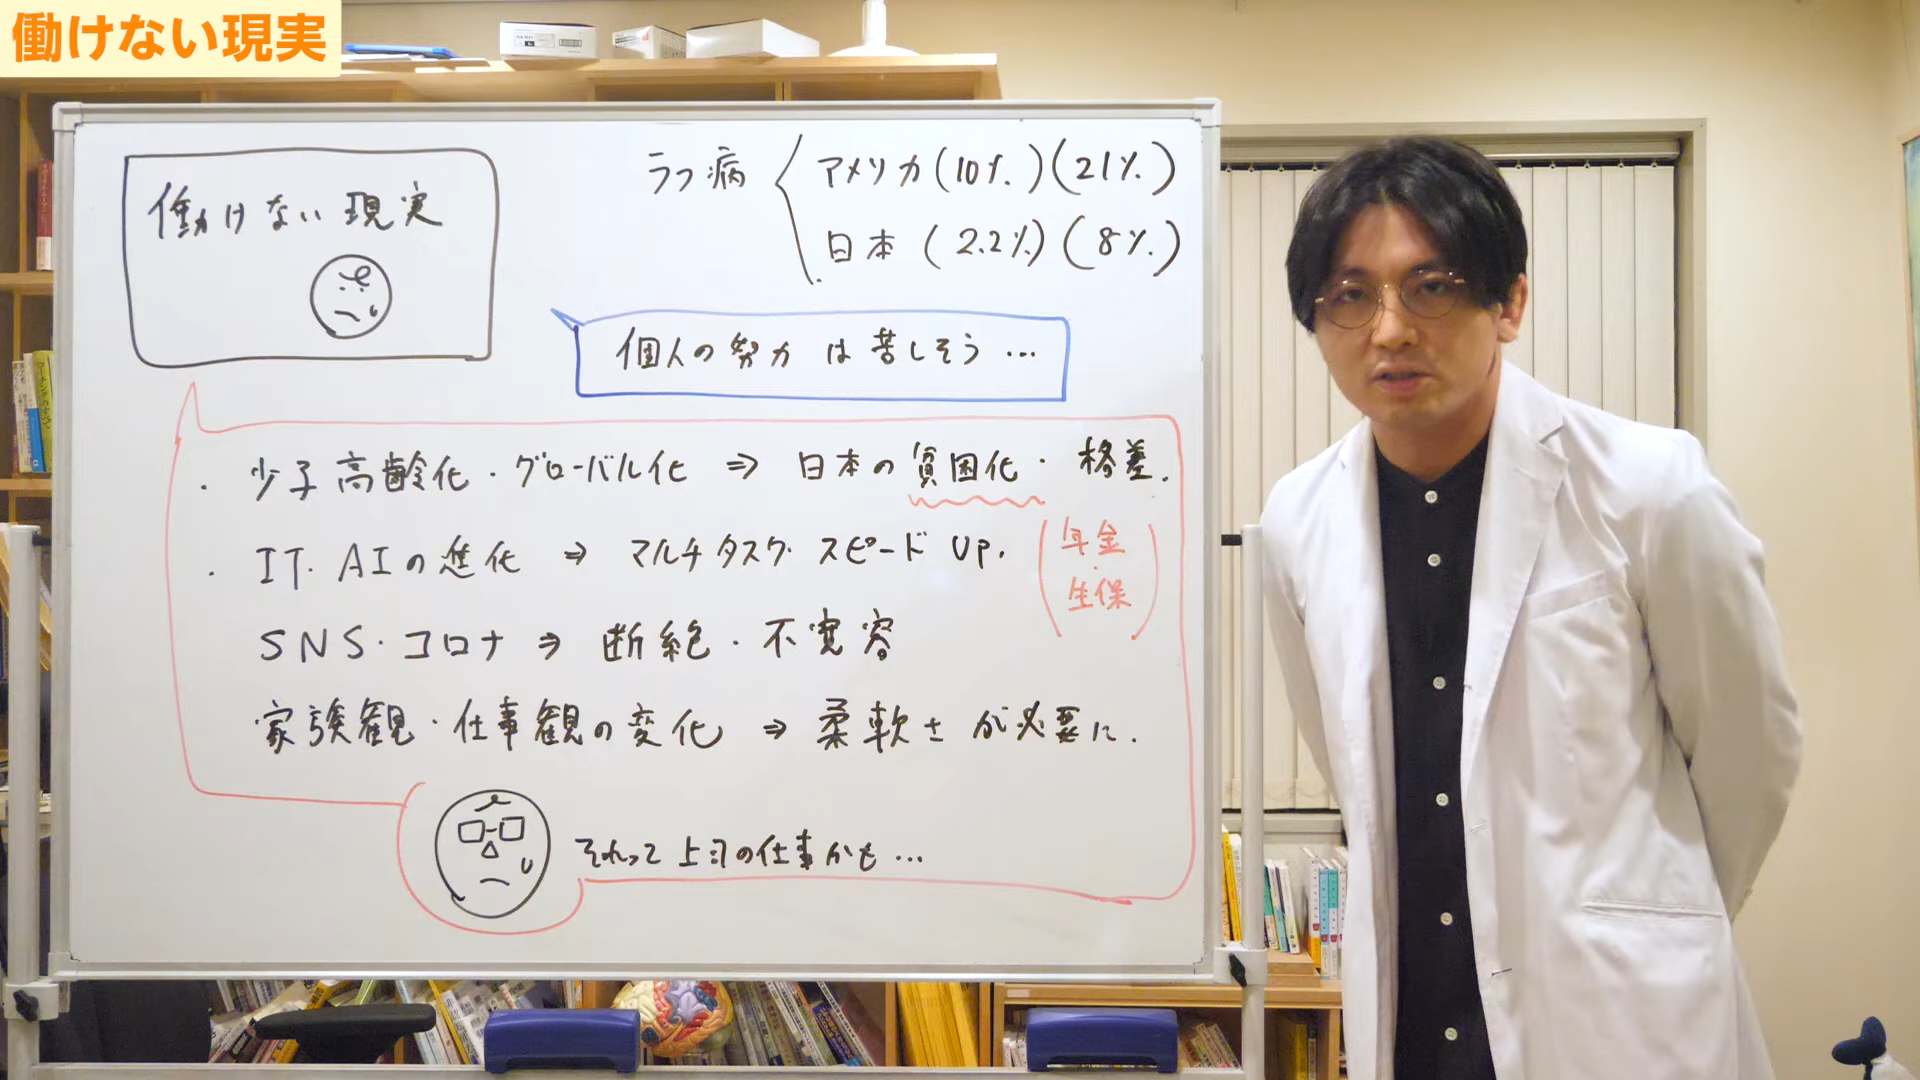 働けない現実
働けない現実
うつ病
アメリカ (10%) (21%)
日本 (2.2%) (8%)
個人の努力は苦しそう…
・少子高齢化・グローバル化 ⇒ 日本の貧困化・格差.
・IT・AIの進化 ⇒ マルチタスク・スピードUP.
(年金・生保)
SNS・コロナ ⇒ 断絶・不寛容
家族観・仕事観の変化 ⇒ 柔軟さが必要に.
それって上司の仕事かも…